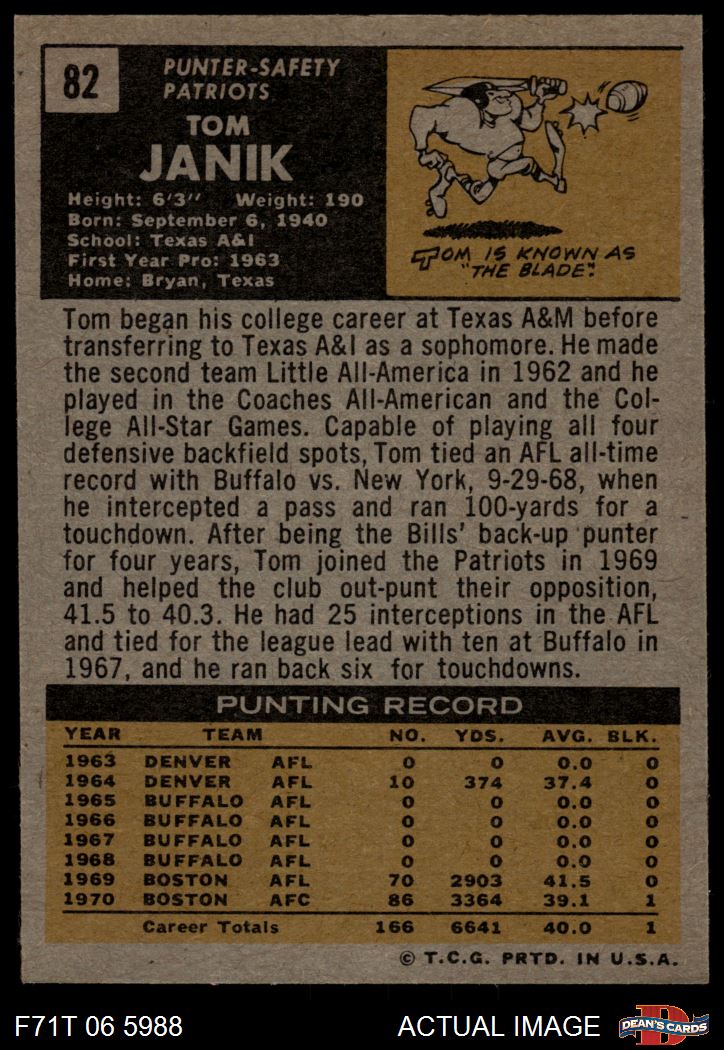 82
PUNTER-SAFETY
PATRIOTS
TOM
JANIK
Height: 6'3" Weight: 190
Born: September 6, 1940
School: Texas A&I
First Year Pro: 1963
Home: Bryan, Texas
TOM IS KNOWN AS
"THE BLADE".
Tom began his college career at Texas A&M before
transferring to Texas A&I as a sophomore. He made
the second team Little All-America in 1962 and he
played in the Coaches All-American and the Col-
lege All-Star Games. Capable of playing all four
defensive backfield spots, Tom tied an AFL all-time
record with Buffalo vs. New York, 9-29-68, when
he intercepted a pass and ran 100-yards for a
touchdown. After being the Bills' back-up punter
for four years, Tom joined the Patriots in 1969
and helped the club out-punt their opposition,
41.5 to 40.3. He had 25 interceptions in the AFL
and tied for the league lead with ten at Buffalo in
1967, and he ran back six for touchdowns.
PUNTING RECORD
YEAR TEAM NO. YDS. AVG. BLK.
1963 DENVER AFL 0 0 0.0 0
1964 DENVER AFL 10 374 37.4 0
1965 BUFFALO AFL 0 0 0.0 0
1966 BUFFALO AFL 0 0 0.0 0
1967 BUFFALO AFL 0 0 0.0 0
1968 BUFFALO AFL 0 0 0.0 0
1969 BOSTON AFL 70 2903 41.5 0
1970 BOSTON AFC 86 3364 39.1 1
Career Totals 166 6641 40.0 1
© T.C.G. PRTD. IN U.S.A.
F71T 06 5988 ACTUAL IMAGE D DEAN'S CARDS